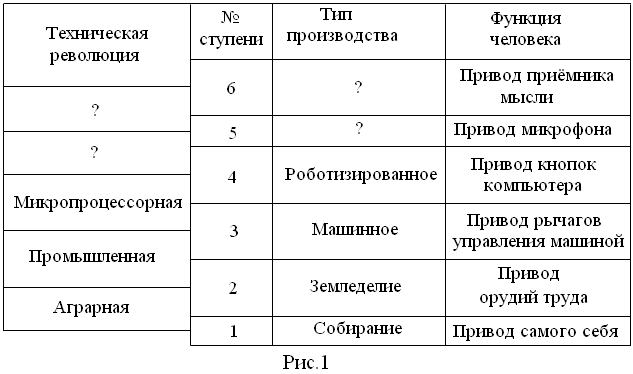 Техническая революция
№ ступени
Тип производства
Функция человека
6
?
Привод приёмника мысли
?
5
?
Привод микрофона
?
4
Роботизированное
Привод кнопок компьютера
Микропроцессорная
3
Машинное
Привод рычагов управления машиной
Промышленная
2
Земледелие
Привод орудий труда
Аграрная
1
Собирание
Привод самого себя
Рис.1